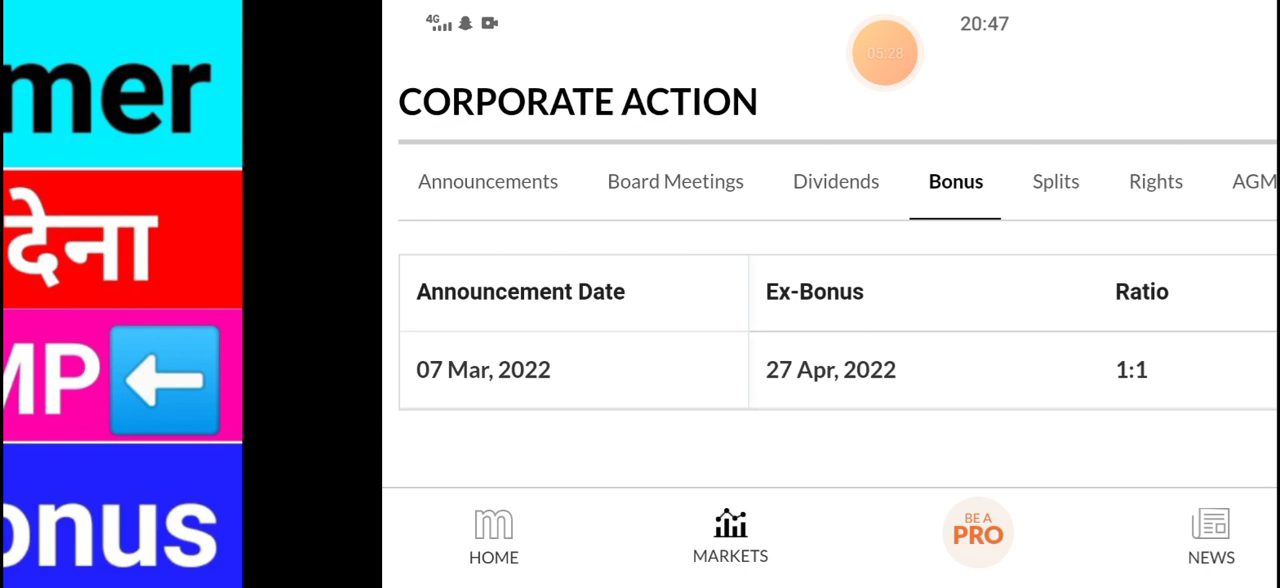 mer
देना
MP
onus
4G
20:47
05:28
CORPORATE ACTION
Announcements Board Meetings Dividends Bonus Splits Rights AGM
Announcement Date Ex-Bonus Ratio
07 Mar, 2022 27 Apr, 2022 1:1
m
HOME
MARKETS
BE A
PRO
NEWS